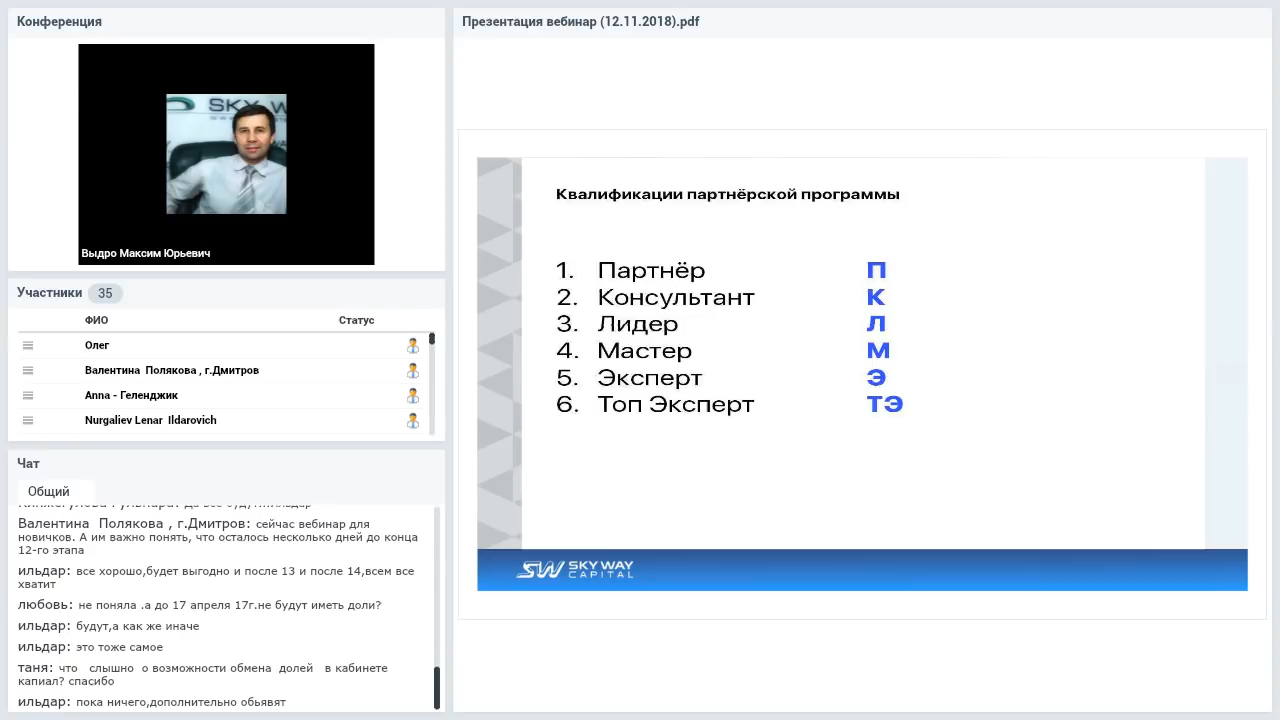 Конференция
SKY W
Выдро Максим Юрьевич
Участники 35
ФИО Статус
Олег
Валентина Полякова , г.Дмитров
Anna - Геленджик
Nurgaliev Lenar Ildarovich
Чат
Общий
Валентина Полякова , г.Дмитров: сейчас вебинар для
новичков. А им важно понять, что осталось несколько дней до конца
12-го этапа
ильдар: все хорошо,будет выгодно и после 13 и после 14,всем все
хватит
любовь: не поняла .а до 17 апреля 17г.не будут иметь доли?
ильдар: будут,а как же иначе
ильдар: это тоже самое
таня: что слышно о возможности обмена долей в кабинете
капиал? спасибо
ильдар: пока ничего,дополнительно обьявят
Презентация вебинар (12.11.2018).pdf
Квалификации партнёрской программы
1. Партнёр П
2. Консультант К
3. Лидер Л
4. Мастер М
5. Эксперт Э
6. Топ Эксперт ТЭ
SW SKY WAY
CAPITAL